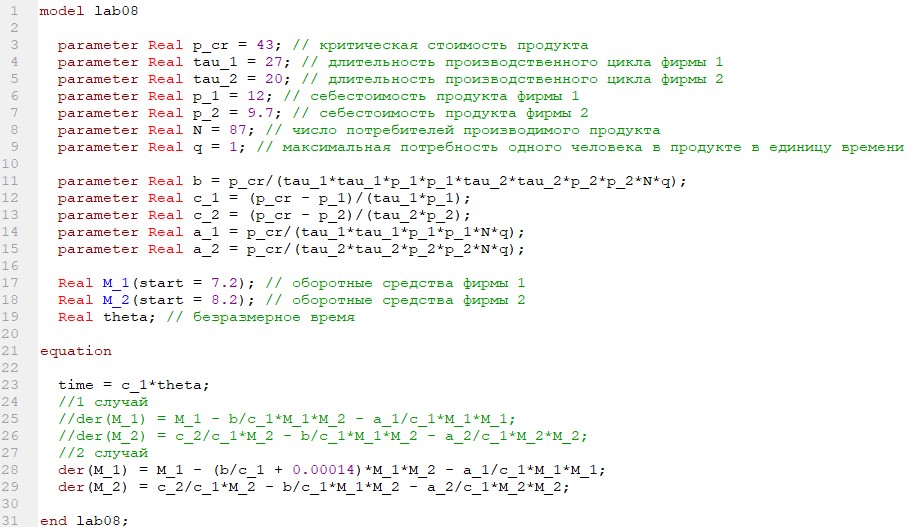 1 model lab08
2
3 parameter Real p_cr = 43; // критическая стоимость продукта
4 parameter Real tau_1 = 27; // длительность производственного цикла фирмы 1
5 parameter Real tau_2 = 20; // длительность производственного цикла фирмы 2
6 parameter Real p_1 = 12; // себестоимость продукта фирмы 1
7 parameter Real p_2 = 9.7; // себестоимость продукта фирмы 2
8 parameter Real N = 87; // число потребителей производимого продукта
9 parameter Real q = 1; // максимальная потребность одного человека в продукте в единицу времени
10
11 parameter Real b = p_cr/(tau_1*tau_1*p_1*p_1*tau_2*tau_2*p_2*p_2*N*q);
12 parameter Real c_1 = (p_cr - p_1)/(tau_1*p_1);
13 parameter Real c_2 = (p_cr - p_2)/(tau_2*p_2);
14 parameter Real a_1 = p_cr/(tau_1*tau_1*p_1*p_1*N*q);
15 parameter Real a_2 = p_cr/(tau_2*tau_2*p_2*p_2*N*q);
16
17 Real M_1(start = 7.2); // оборотные средства фирмы 1
18 Real M_2(start = 8.2); // оборотные средства фирмы 2
19 Real theta; // безразмерное время
20
21 equation
22
23 time = c_1*theta;
24 //1 случай
25 //der(M_1) = M_1 - b/c_1*M_1*M_2 - a_1/c_1*M_1*M_1;
26 //der(M_2) = c_2/c_1*M_2 - b/c_1*M_1*M_2 - a_2/c_1*M_2*M_2;
27 //2 случай
28 der(M_1) = M_1 - (b/c_1 + 0.00014)*M_1*M_2 - a_1/c_1*M_1*M_1;
29 der(M_2) = c_2/c_1*M_2 - b/c_1*M_1*M_2 - a_2/c_1*M_2*M_2;
30
31 end lab08;